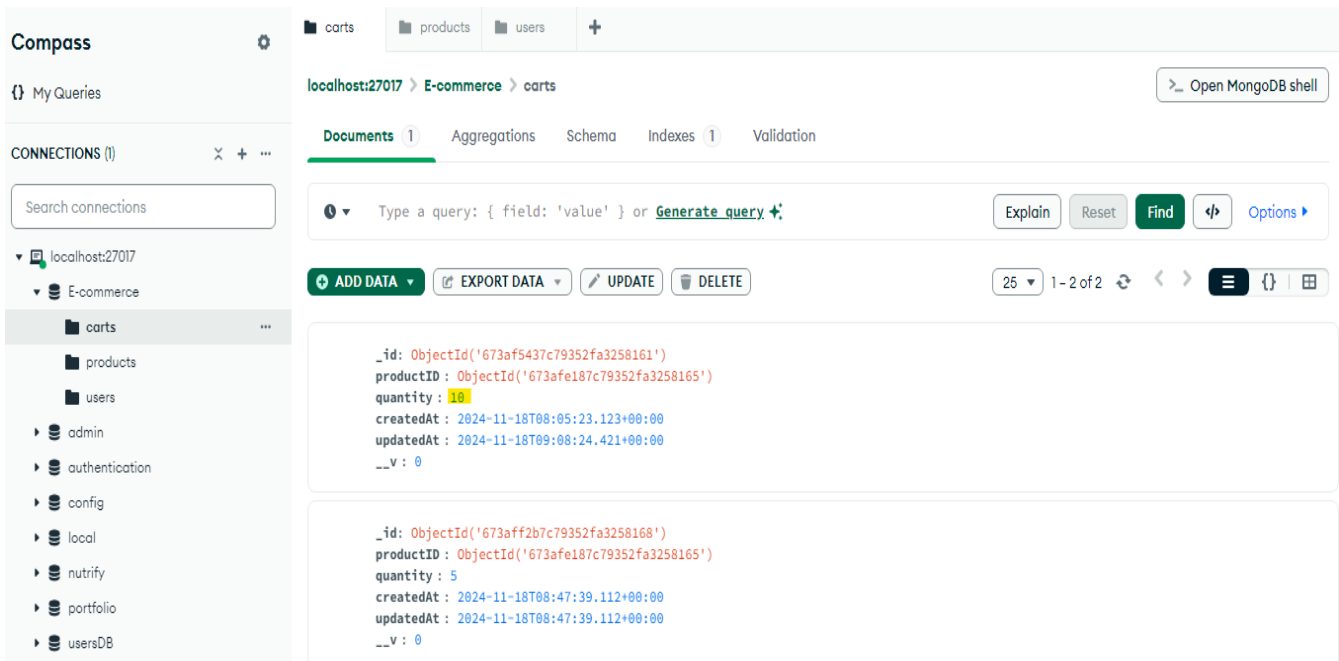 Compass
{} My Queries
CONNECTIONS (1)
Search connections
localhost:27017
E-commerce
carts
products
users
admin
authentication
config
local
nutrify
portfolio
usersDB
carts products users
localhost:27017 > E-commerce > carts
>_ Open MongoDB shell
Documents 1 Aggregations Schema Indexes 1 Validation
Type a query: { field: 'value' } or Generate query
Explain Reset Find </> Options
ADD DATA EXPORT DATA UPDATE DELETE
25 1 – 2 of 2 {}
_id: ObjectId('673af5437c79352fa3258161')
productID : ObjectId('673afe187c79352fa3258165')
quantity : 10
createdAt : 2024-11-18T08:05:23.123+00:00
updatedAt : 2024-11-18T09:08:24.421+00:00
__v : 0
_id: ObjectId('673aff2b7c79352fa3258168')
productID : ObjectId('673afe187c79352fa3258165')
quantity : 5
createdAt : 2024-11-18T08:47:39.112+00:00
updatedAt : 2024-11-18T08:47:39.112+00:00
__v : 0